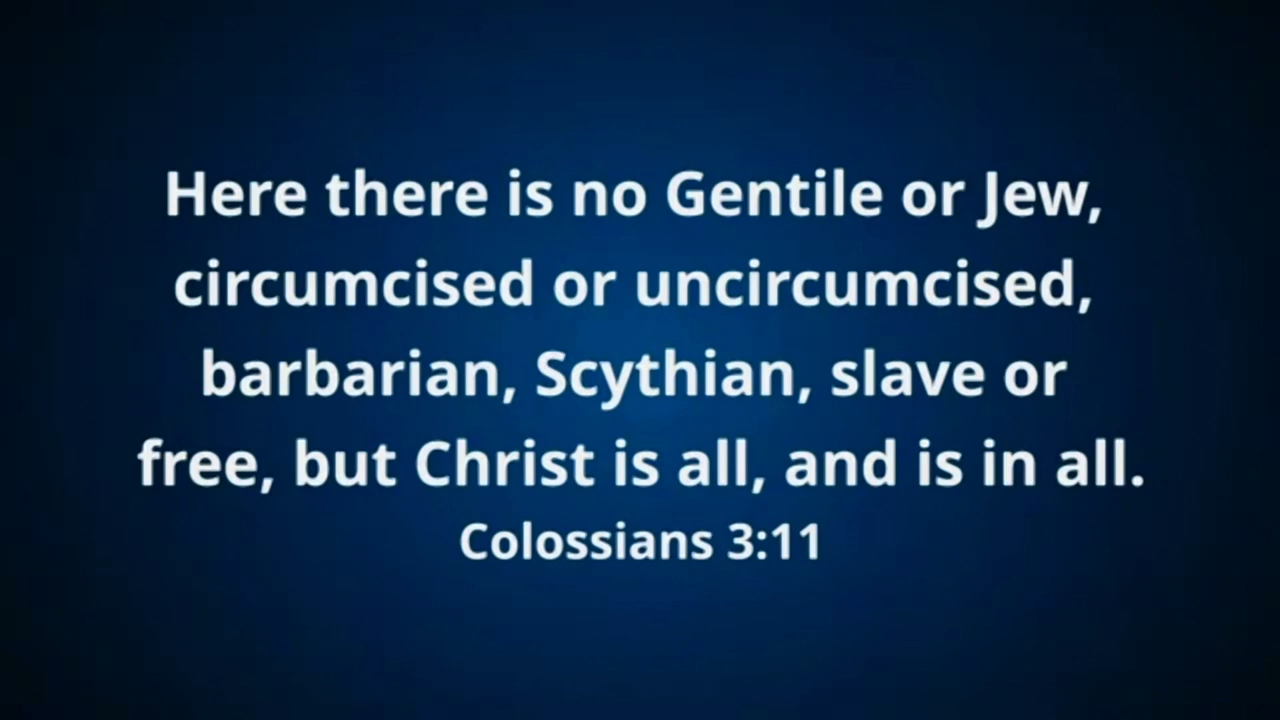 Here there is no Gentile or Jew,
circumcised or uncircumcised,
barbarian, Scythian, slave or
free, but Christ is all, and is in all.
Colossians 3:11